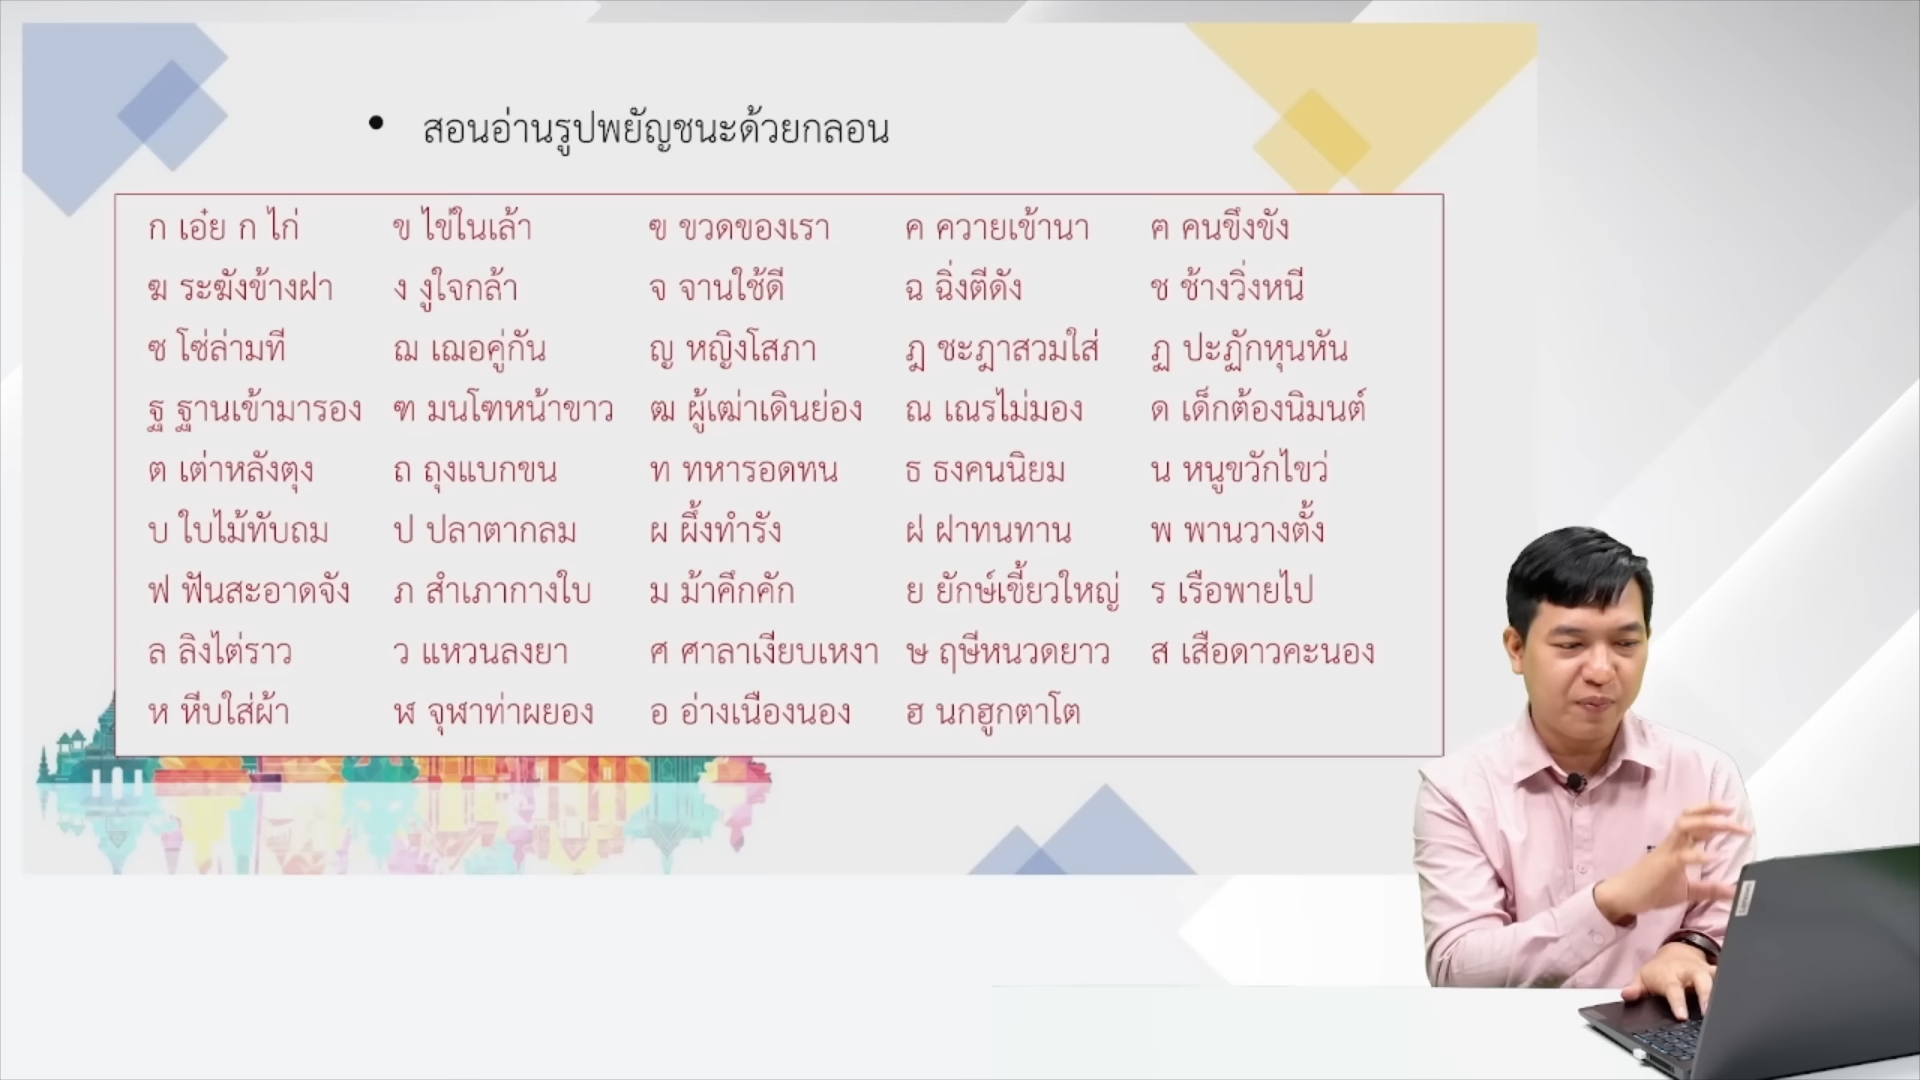 • สอนอ่านรูปพยัญชนะด้วยกลอน
ก เอ๋ย ก ไก่ ข ไข่ในเล้า ฃ ขวดของเรา ค ควายเข้านา ฅ คนขึงขัง
ฆ ระฆังข้างฝา ง งูใจกล้า จ จานใช้ดี ฉ ฉิ่งตีดัง ช ช้างวิ่งหนี
ซ โซ่ล่ามที ฌ เฌอคู่กัน ญ หญิงโสภา ฎ ชะฎาสวมใส่ ฏ ปะฏักหุนหัน
ฐ ฐานเข้ามารอง ฑ มนโฑหน้าขาว ฒ ผู้เฒ่าเดินย่อง ณ เณรไม่มอง ด เด็กต้องนิมนต์
ต เต่าหลังตุง ถ ถุงแบกขน ท ทหารอดทน ธ ธงคนนิยม น หนูขวักไขว่
บ ใบไม้ทับถม ป ปลาตากลม ผ ผึ้งทำรัง ฝ ฝาทนทาน พ พานวางตั้ง
ฟ ฟันสะอาดจัง ภ สำเภากางใบ ม ม้าคึกคัก ย ยักษ์เขี้ยวใหญ่ ร เรือพายไป
ล ลิงไต่ราว ว แหวนลงยา ศ ศาลาเงียบเหงา ษ ฤษีหนวดยาว ส เสือดาวคะนอง
ห หีบใส่ผ้า ฬ จุฬาท่าผยอง อ อ่างเนืองนอง ฮ นกฮูกตาโต